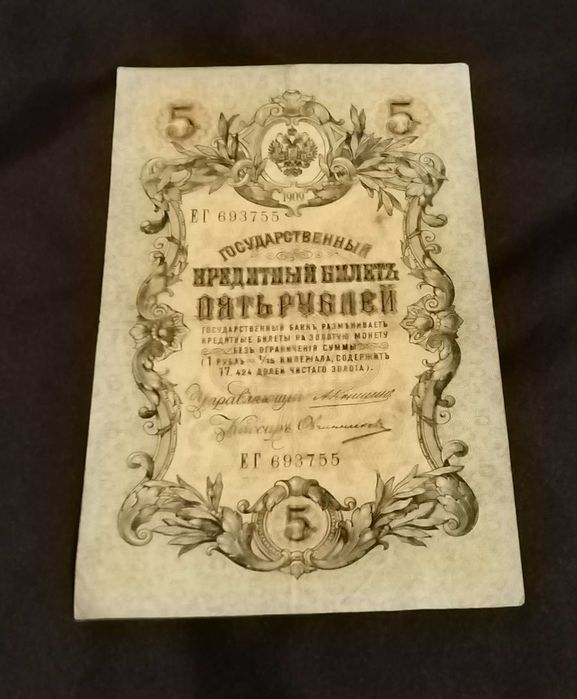 5 5
1909
ЕГ 693755
ГОСУДАРСТВЕННЫЙ
КРЕДИТНЫЙ БИЛЕТЪ
ПЯТЬ РУБЛЕЙ
ГОСУДАРСТВЕННЫЙ БАНКЪ РАЗМѢНИВАЕТЪ
КРЕДИТНЫЕ БИЛЕТЫ НА ЗОЛОТУЮ МОНЕТУ
БЕЗЪ ОГРАНИЧЕНІЯ СУММЫ
(1 РУБЛЬ = 1/15 ИМПЕРІАЛА, СОДЕРЖИТЪ
17,424 ДОЛЕЙ ЧИСТАГО ЗОЛОТА).
Управляющій
Кассиръ Овчинниковъ
ЕГ 693755
5